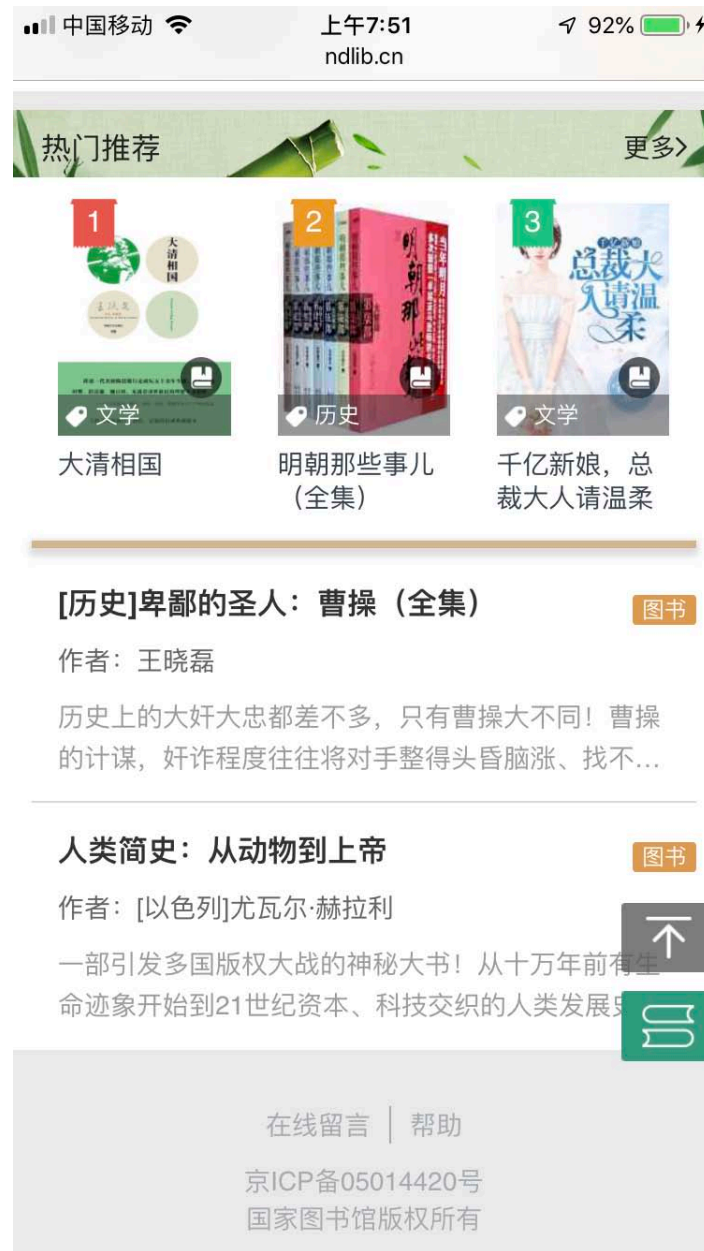 中国移动 上午7:51 92%
ndlib.cn
热门推荐 更多>
1
大清相国
文学
2
明朝那些
历史
3
千亿新娘
总裁大
人请温
柔
文学
大清相国
明朝那些事儿
（全集）
千亿新娘，总
裁大人请温柔
[历史]卑鄙的圣人：曹操（全集） 图书
作者：王晓磊
历史上的大奸大忠都差不多，只有曹操大不同！曹操
的计谋，奸诈程度往往将对手整得头昏脑涨、找不…
人类简史：从动物到上帝 图书
作者：[以色列]尤瓦尔·赫拉利
一部引发多国版权大战的神秘大书！从十万年前有生
命迹象开始到21世纪资本、科技交织的人类发展史
在线留言 | 帮助
京ICP备05014420号
国家图书馆版权所有